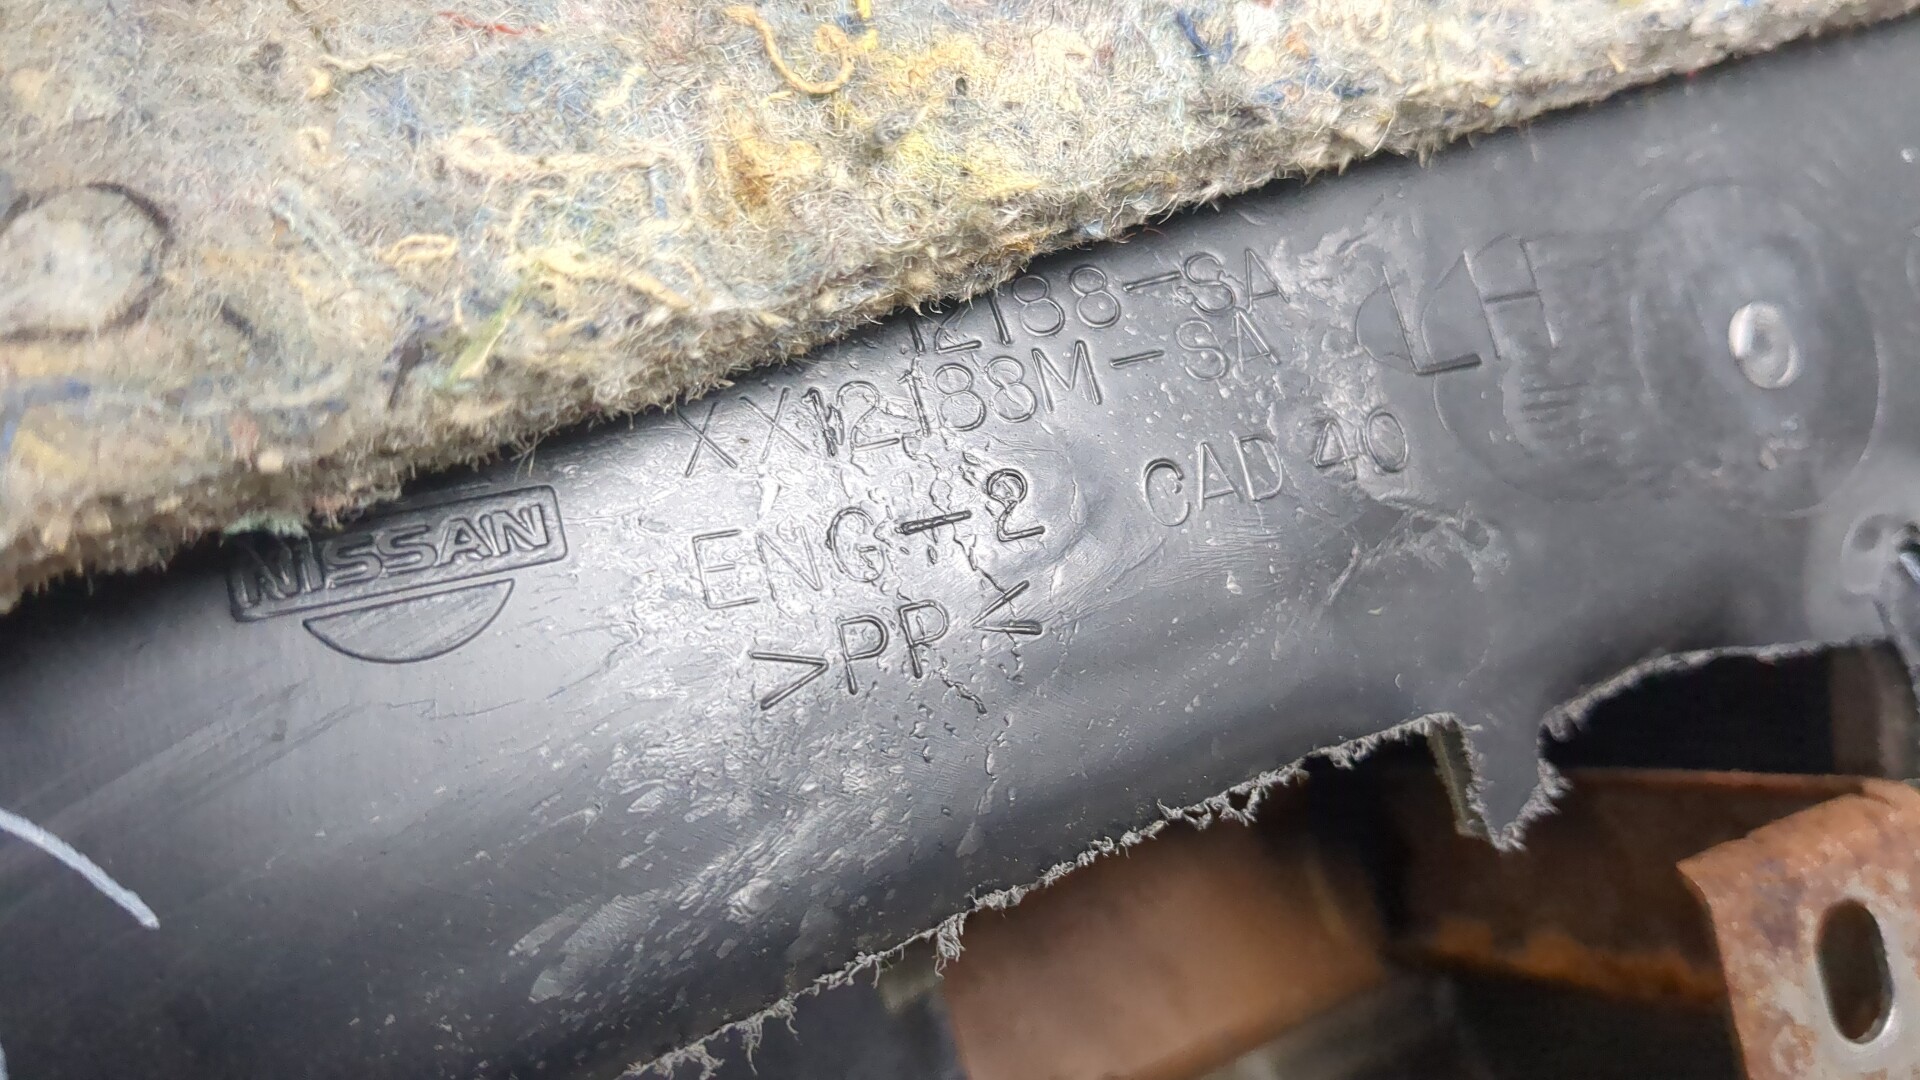 12188-SA
XX12188M-SA
LH
ENG-2
CAD 40
>PP<
NISSAN